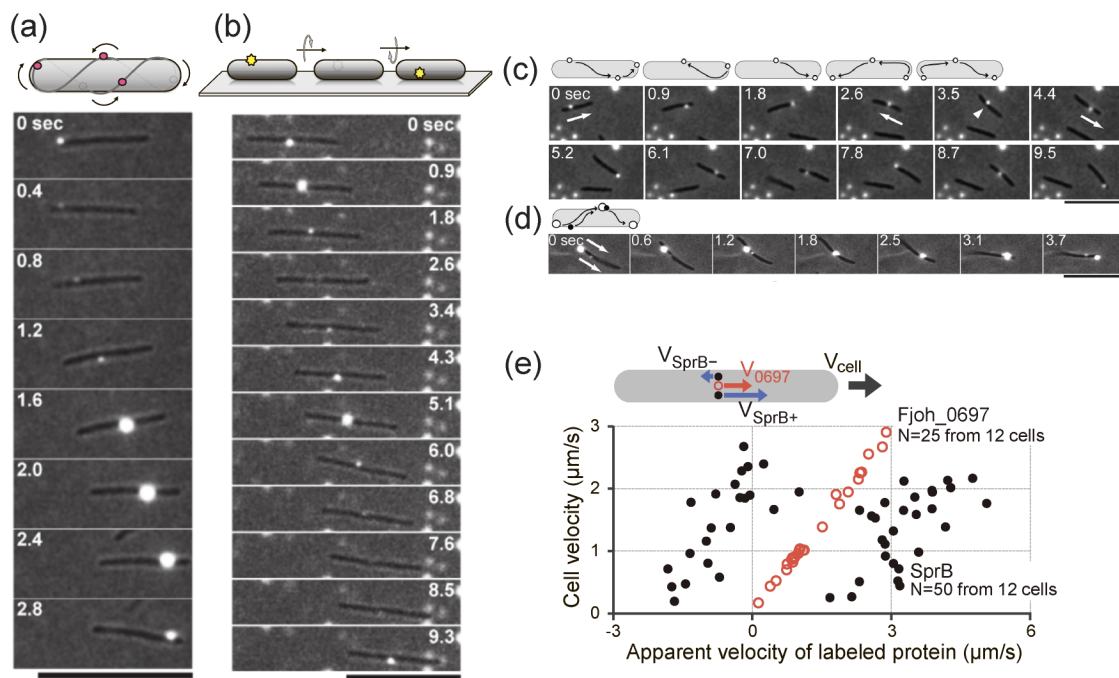 (a)
0 sec
0.4
0.8
1.2
1.6
2.0
2.4
2.8
(b)
0 sec
0.9
1.8
2.6
3.4
4.3
5.1
6.0
6.8
7.6
8.5
9.3
(c)
0 sec 0.9 1.8 2.6 3.5 4.4
5.2 6.1 7.0 7.8 8.7 9.5
(d)
0 sec 0.6 1.2 1.8 2.5 3.1 3.7
(e)
VSprB− V0697 Vcell
VSprB+
Fjoh_0697
N=25 from 12 cells
SprB
N=50 from 12 cells
Cell velocity (µm/s)
3
2
1
0
-3 0 3 6
Apparent velocity of labeled protein (µm/s)